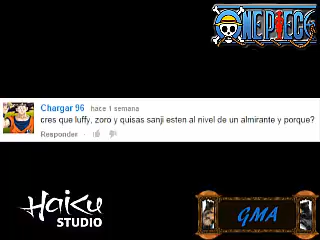 ONE PIECE
Chargar 96 hace 1 semana
cres que luffy, zoro y quisas sanji esten al nivel de un almirante y porque?
Responder
Haiku
STUDIO
GMA